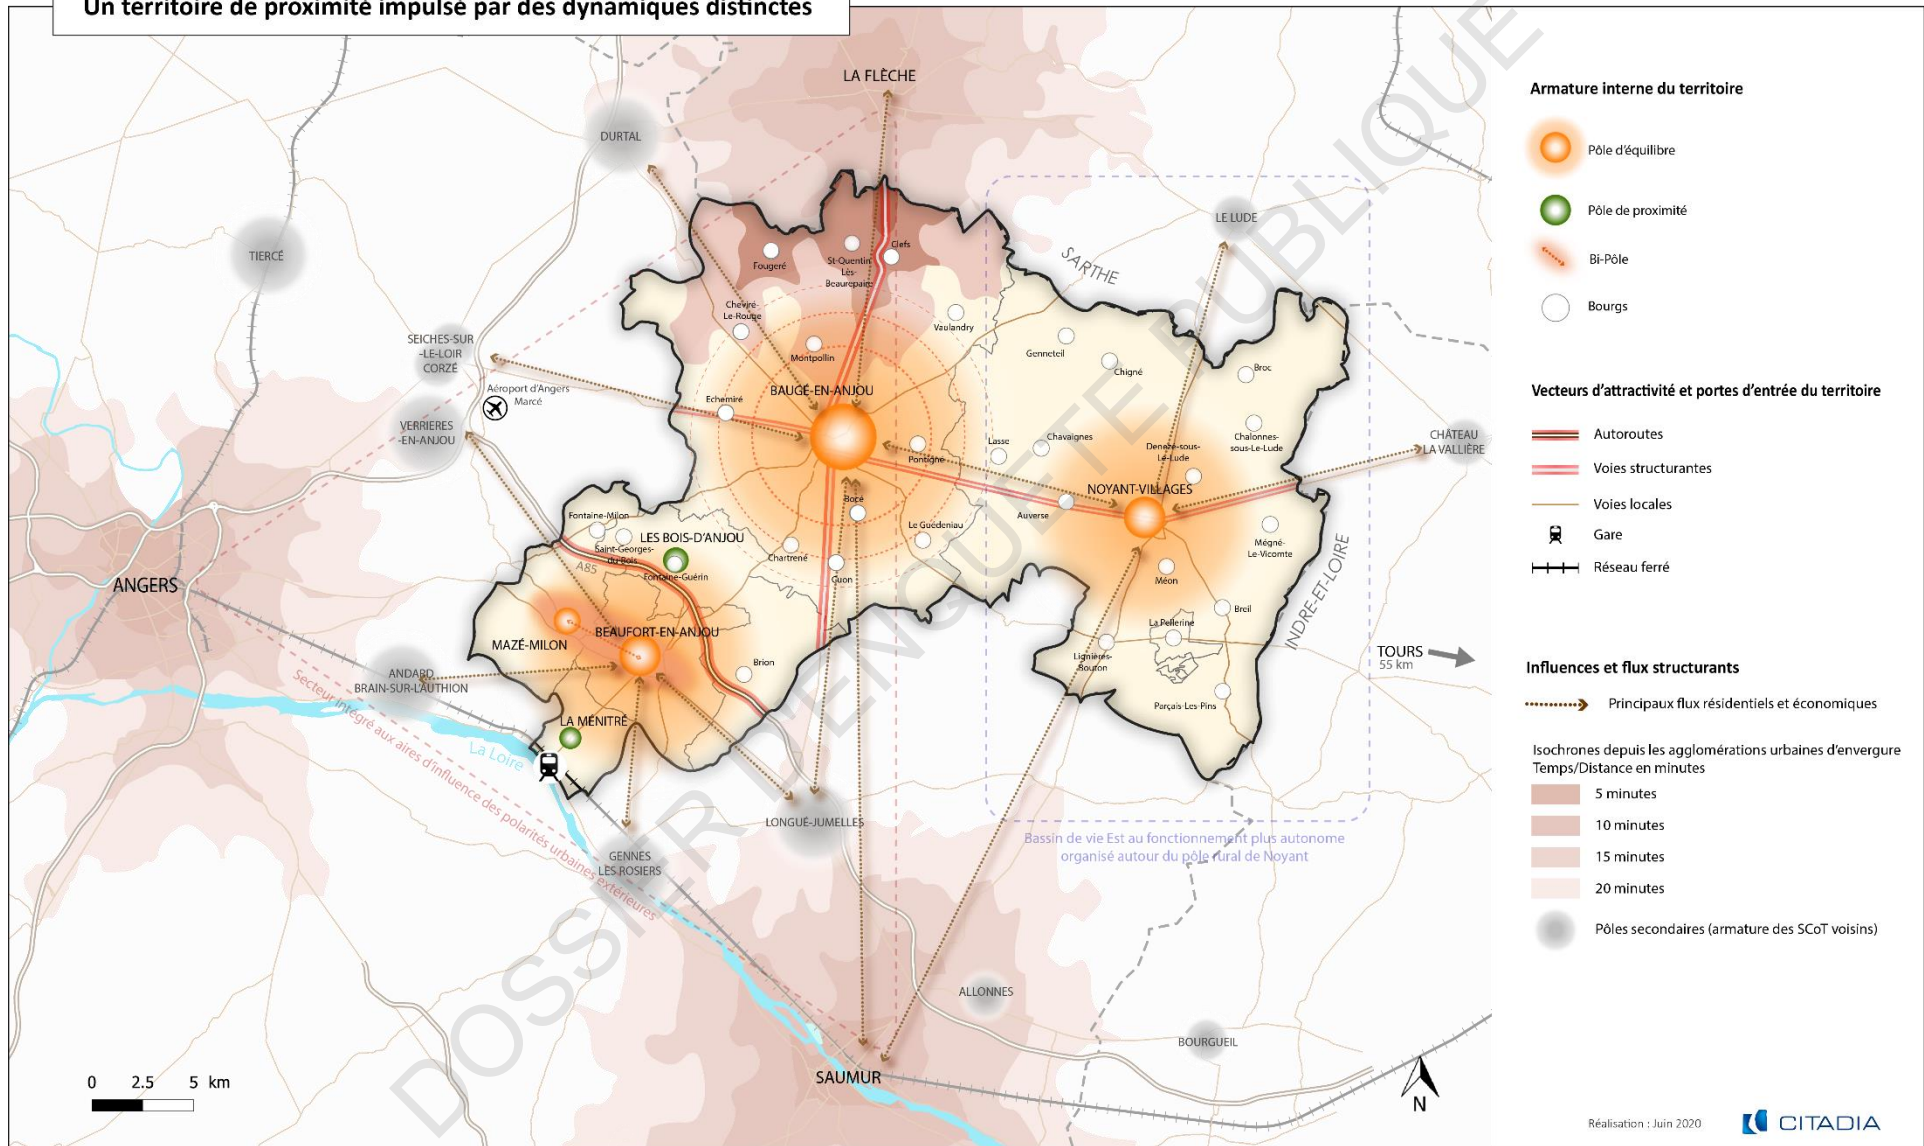 Un territoire de proximité impulsé par des dynamiques distinctes
LA FLÈCHE
DURTAL
TIERCÉ
LE LUDE
SARTHE
Clefs
Fougeré
St-Quentin
Lès-
Beaurepaire
Cheviré-
Le-Rouge
Vaulandry
Montpollin
Genneteil
Chigné
Broc
SEICHES-SUR
-LE-LOIR
CORZÉ
Aéroport d'Angers
Marcé
BAUGÉ-EN-ANJOU
Echemiré
VERRIERES
-EN-ANJOU
Pontigné
Lasse
Chavaignes
Denezé-sous-
Le-Lude
Chalonnes-
sous-Le-Lude
CHÂTEAU
LA VALLIÈRE
NOYANT-VILLAGES
Bocé
Auverse
Le Guédeniau
Fontaine-Milon
Saint-Georges-
du-Bois
LES BOIS-D'ANJOU
Fontaine-Guérin
A85
Chartrené
Cuon
Mégné-
Le-Vicomte
Méon
INDRE-ET-LOIRE
ANGERS
Breil
La Pellerine
MAZÉ-MILON
BEAUFORT-EN-ANJOU
Brion
Lignières-
Bouton
TOURS
55 km
ANDARD
BRAIN-SUR-L'AUTHION
Parçais-Les-Pins
LA MÉNITRÉ
La Loire
Secteur intégré aux aires d'influence des polarités urbaines extérieures
LONGUÉ-JUMELLES
Bassin de vie Est au fonctionnement plus autonome
organisé autour du pôle rural de Noyant
GENNES
LES ROSIERS
ALLONNES
BOURGUEIL
SAUMUR
0 2.5 5 km
N
DOSSIER D'ENQUETE PUBLIQUE
Armature interne du territoire
Pôle d'équilibre
Pôle de proximité
Bi-Pôle
Bourgs
Vecteurs d'attractivité et portes d'entrée du territoire
Autoroutes
Voies structurantes
Voies locales
Gare
Réseau ferré
Influences et flux structurants
Principaux flux résidentiels et économiques
Isochrones depuis les agglomérations urbaines d'envergure
Temps/Distance en minutes
5 minutes
10 minutes
15 minutes
20 minutes
Pôles secondaires (armature des SCoT voisins)
Réalisation : Juin 2020
CITADIA